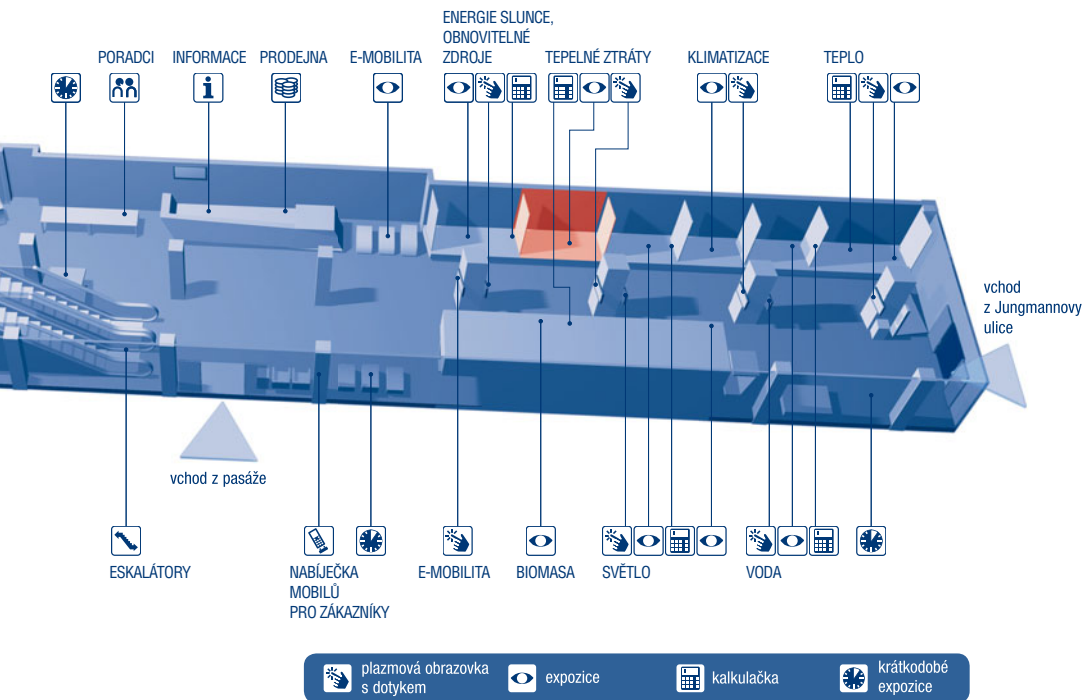 ENERGIE SLUNCE,
OBNOVITELNÉ
ZDROJE
PORADCI
INFORMACE
PRODEJNA
E-MOBILITA
TEPELNÉ ZTRÁTY
KLIMATIZACE
TEPLO
vchod
z Jungmannovy
ulice
vchod z pasáže
ESKALÁTORY
NABÍJEČKA
MOBILŮ
PRO ZÁKAZNÍKY
E-MOBILITA
BIOMASA
SVĚTLO
VODA
plazmová obrazovka
s dotykem
expozice
kalkulačka
krátkodobé
expozice